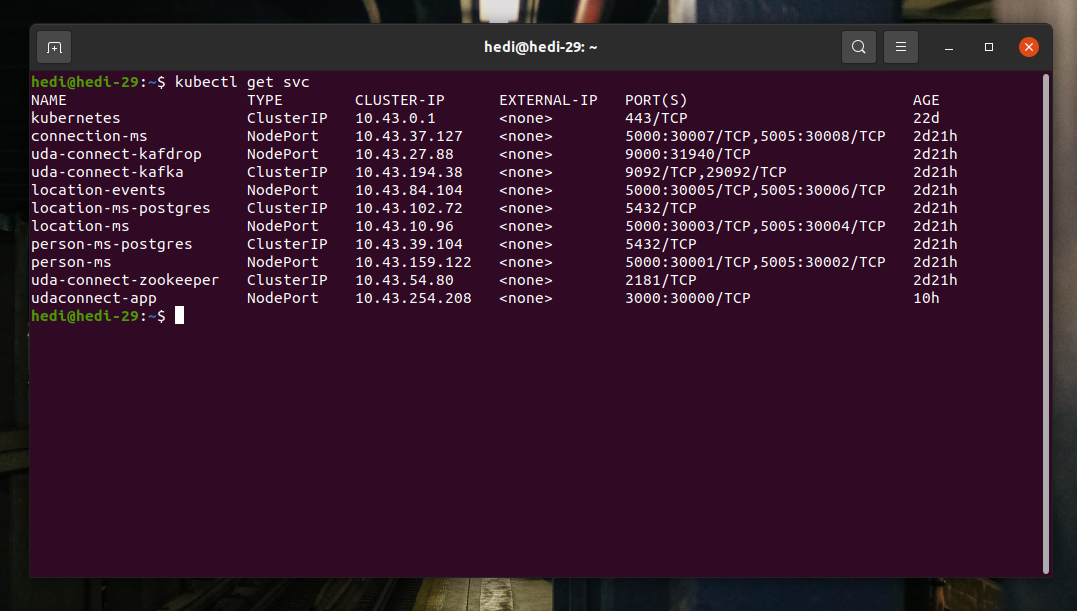 hedi@hedi-29: ~
hedi@hedi-29:~$ kubectl get svc
NAME TYPE CLUSTER-IP EXTERNAL-IP PORT(S) AGE
kubernetes ClusterIP 10.43.0.1 <none> 443/TCP 22d
connection-ms NodePort 10.43.37.127 <none> 5000:30007/TCP,5005:30008/TCP 2d21h
uda-connect-kafdrop NodePort 10.43.27.88 <none> 9000:31940/TCP 2d21h
uda-connect-kafka ClusterIP 10.43.194.38 <none> 9092/TCP,29092/TCP 2d21h
location-events NodePort 10.43.84.104 <none> 5000:30005/TCP,5005:30006/TCP 2d21h
location-ms-postgres ClusterIP 10.43.102.72 <none> 5432/TCP 2d21h
location-ms NodePort 10.43.10.96 <none> 5000:30003/TCP,5005:30004/TCP 2d21h
person-ms-postgres ClusterIP 10.43.39.104 <none> 5432/TCP 2d21h
person-ms NodePort 10.43.159.122 <none> 5000:30001/TCP,5005:30002/TCP 2d21h
uda-connect-zookeeper ClusterIP 10.43.54.80 <none> 2181/TCP 2d21h
udaconnect-app NodePort 10.43.254.208 <none> 3000:30000/TCP 10h
hedi@hedi-29:~$